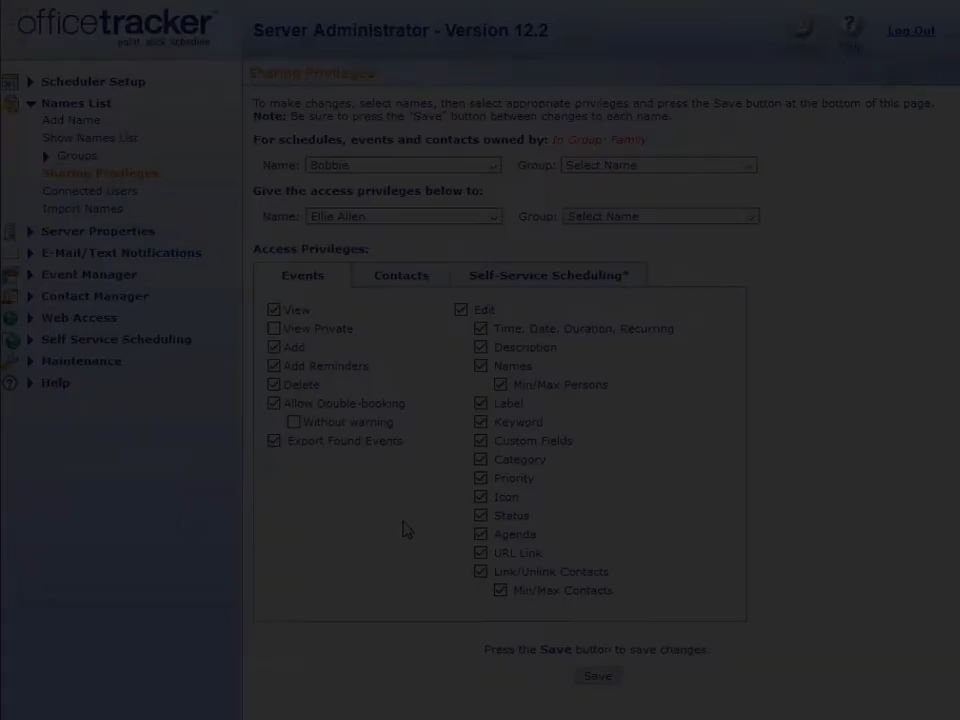 officetracker
point. click. schedule.
Server Administrator - Version 12.2
Help
Log Out
Scheduler Setup
Names List
Add Name
Show Names List
Groups
Sharing Privileges
Connected Users
Import Names
Server Properties
E-Mail/Text Notifications
Event Manager
Contact Manager
Web Access
Self Service Scheduling
Maintenance
Help
Sharing Privileges
To make changes, select names, then select appropriate privileges and press the Save button at the bottom of this page.
Note: Be sure to press the "Save" button between changes to each name.
For schedules, events and contacts owned by: In Group: Family
Name: Bobbie Group: Select Name
Give the access privileges below to:
Name: Ellie Allen Group: Select Name
Access Privileges:
Events Contacts Self-Service Scheduling*
View
View Private
Add
Add Reminders
Delete
Allow Double-booking
Without warning
Export Found Events
Edit
Time, Date, Duration, Recurring
Description
Names
Min/Max Persons
Label
Keyword
Custom Fields
Category
Priority
Icon
Status
Agenda
URL Link
Link/Unlink Contacts
Min/Max Contacts
Press the Save button to save changes.
Save